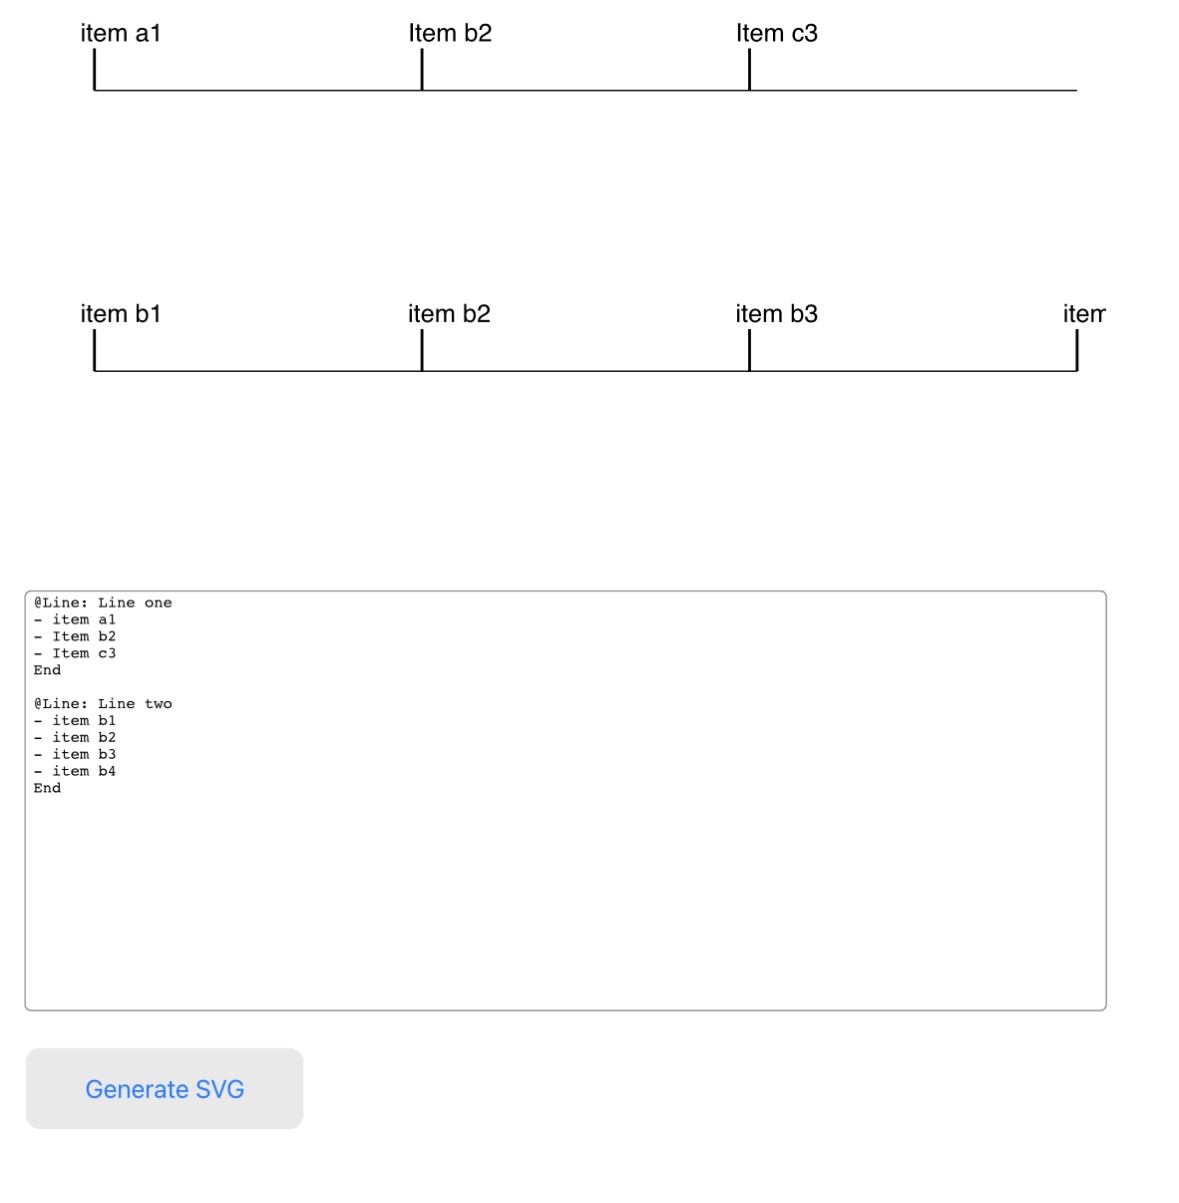 item a1 Item b2 Item c3
item b1 item b2 item b3 item
@Line: Line one
- item a1
- Item b2
- Item c3
End
@Line: Line two
- item b1
- item b2
- item b3
- item b4
End
Generate SVG